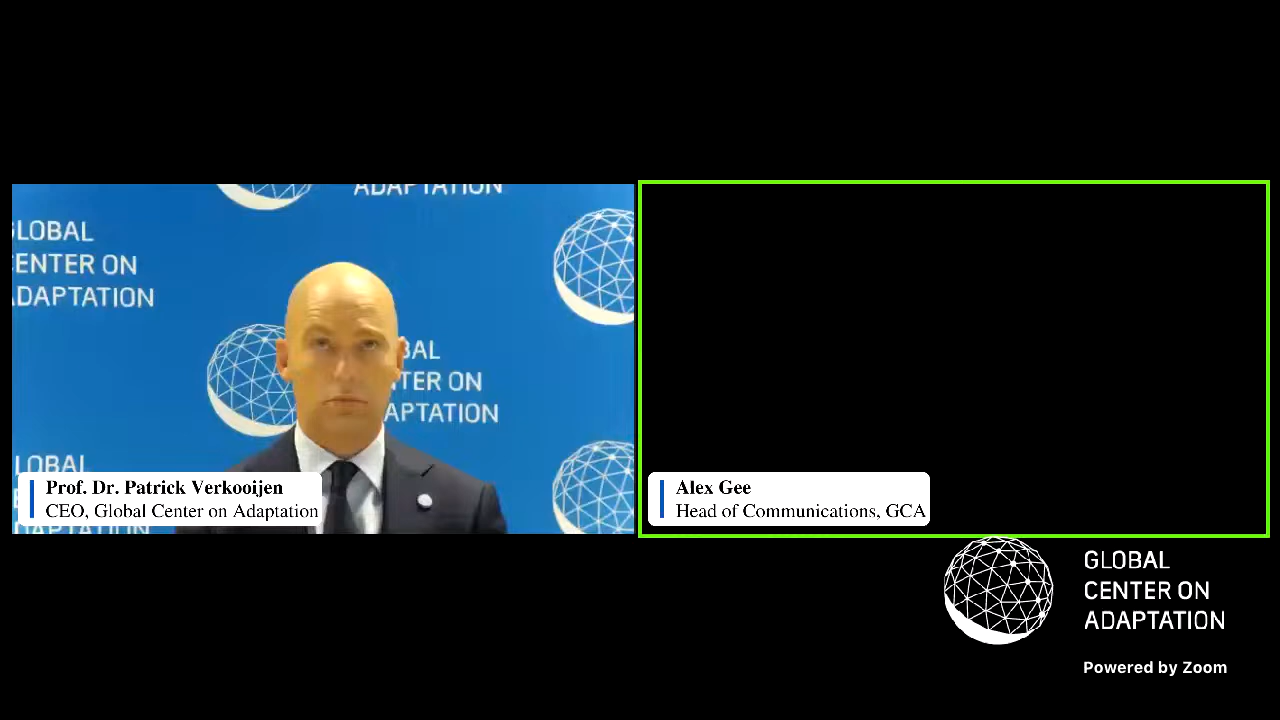 ADAPTATION
GLOBAL
CENTER ON
ADAPTATION
BAL
TER ON
APTATION
LOBAL
Prof. Dr. Patrick Verkooijen
CEO, Global Center on Adaptation
Alex Gee
Head of Communications, GCA
GLOBAL
CENTER ON
ADAPTATION
Powered by Zoom